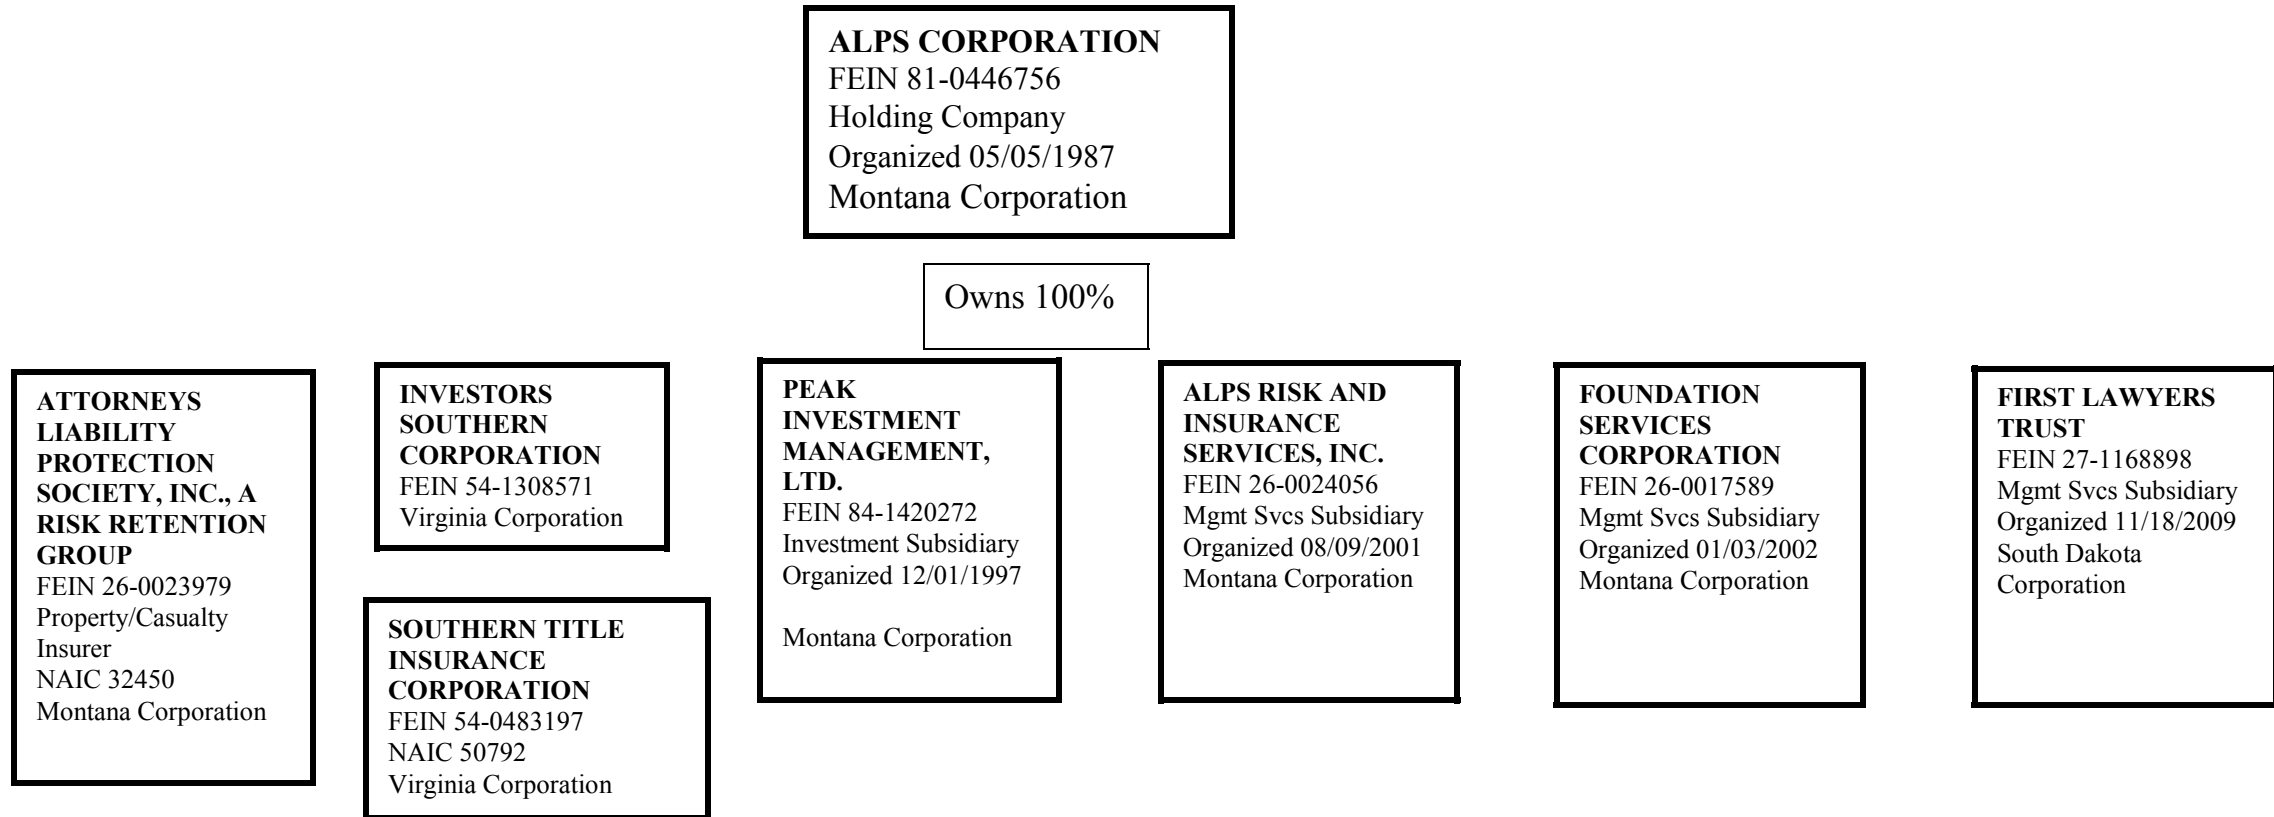 ALPS CORPORATION
FEIN 81-0446756
Holding Company
Organized 05/05/1987
Montana Corporation
Owns 100%
ATTORNEYS
LIABILITY
PROTECTION
SOCIETY, INC., A
RISK RETENTION
GROUP
FEIN 26-0023979
Property/Casualty
Insurer
NAIC 32450
Montana Corporation
INVESTORS
SOUTHERN
CORPORATION
FEIN 54-1308571
Virginia Corporation
SOUTHERN TITLE
INSURANCE
CORPORATION
FEIN 54-0483197
NAIC 50792
Virginia Corporation
PEAK
INVESTMENT
MANAGEMENT,
LTD.
FEIN 84-1420272
Investment Subsidiary
Organized 12/01/1997
Montana Corporation
ALPS RISK AND
INSURANCE
SERVICES, INC.
FEIN 26-0024056
Mgmt Svcs Subsidiary
Organized 08/09/2001
Montana Corporation
FOUNDATION
SERVICES
CORPORATION
FEIN 26-0017589
Mgmt Svcs Subsidiary
Organized 01/03/2002
Montana Corporation
FIRST LAWYERS
TRUST
FEIN 27-1168898
Mgmt Svcs Subsidiary
Organized 11/18/2009
South Dakota
Corporation